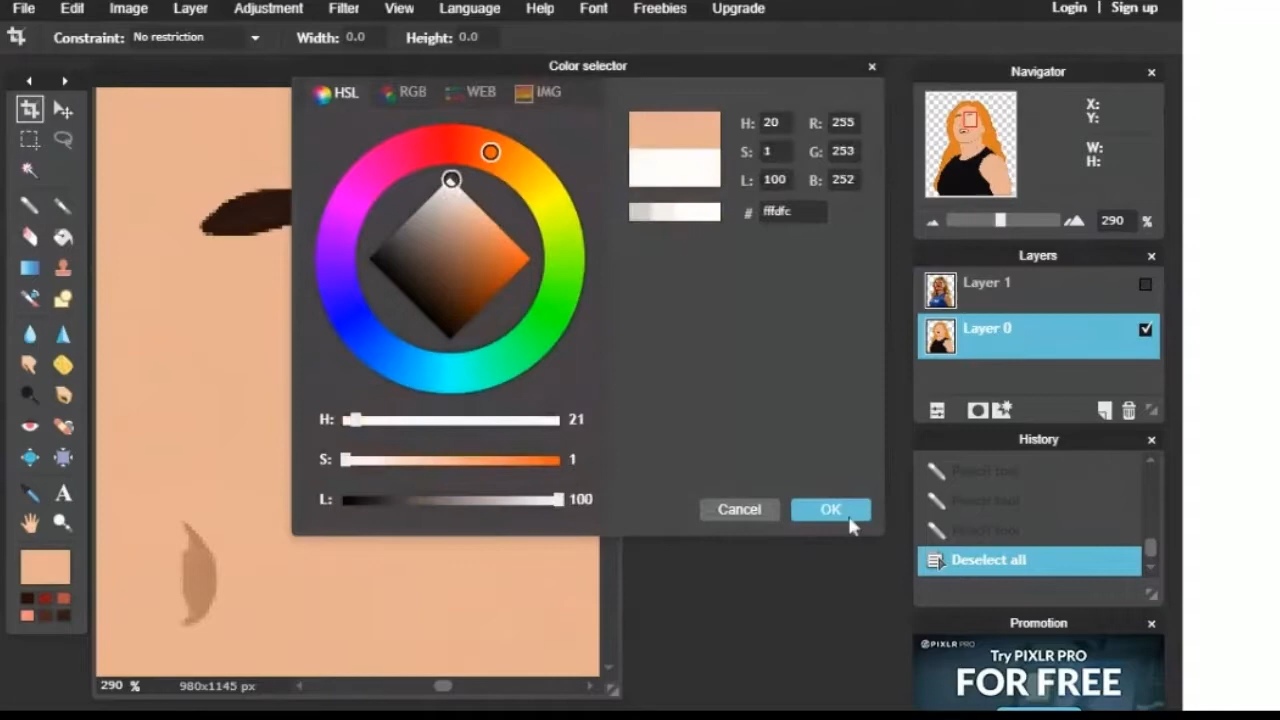 File Edit Image Layer Adjustment Filter View Language Help Font Freebies Upgrade Login | Sign up
Constraint: No restriction Width: 0.0 Height: 0.0
Color selector
HSL RGB WEB IMG
H: 20 R: 255
S: 1 G: 253
L: 100 B: 252
# fffdfc
H: 21
S: 1
L: 100
Cancel OK
290 % 980x1145 px
Navigator
X:
Y:
W:
H:
290 %
Layers
Layer 1
Layer 0
History
Pencil tool
Pencil tool
Pencil tool
Deselect all
Promotion
PIXLR PRO
Try PIXLR PRO
FOR FREE
A